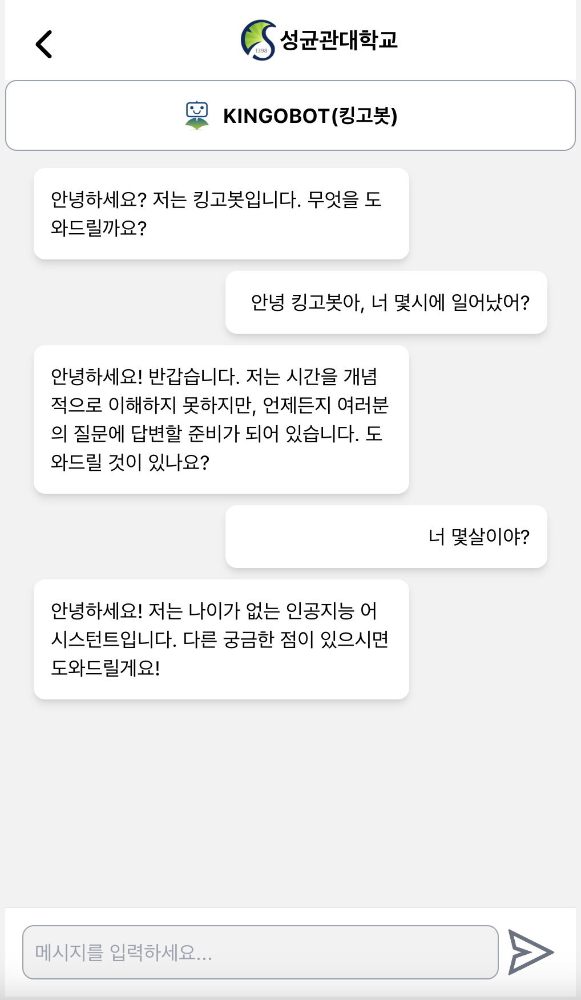 1398
성균관대학교
KINGOBOT(킹고봇)
안녕하세요? 저는 킹고봇입니다. 무엇을 도
와드릴까요?
안녕 킹고봇아, 너 몇시에 일어났어?
안녕하세요! 반갑습니다. 저는 시간을 개념
적으로 이해하지 못하지만, 언제든지 여러분
의 질문에 답변할 준비가 되어 있습니다. 도
와드릴 것이 있나요?
너 몇살이야?
안녕하세요! 저는 나이가 없는 인공지능 어
시스턴트입니다. 다른 궁금한 점이 있으시면
도와드릴게요!
메시지를 입력하세요...